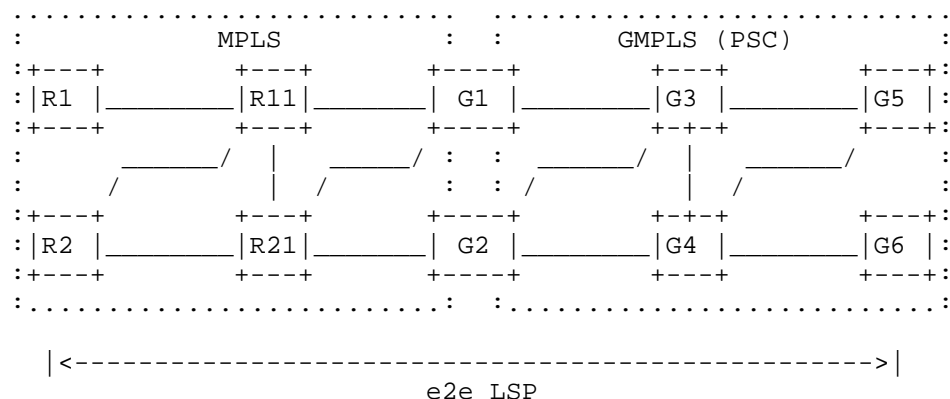 MPLS GMPLS (PSC)
R1 R11 G1 G3 G5
R2 R21 G2 G4 G6
e2e LSP